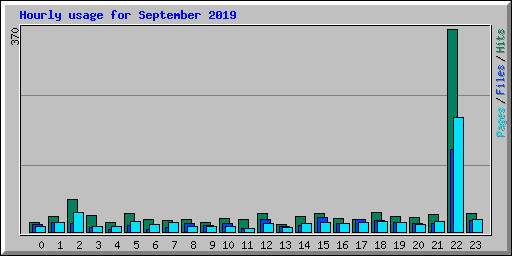 Hourly usage for September 2019
370
Pages/Files/Hits
0 1 2 3 4 5 6 7 8 9 10 11 12 13 14 15 16 17 18 19 20 21 22 23